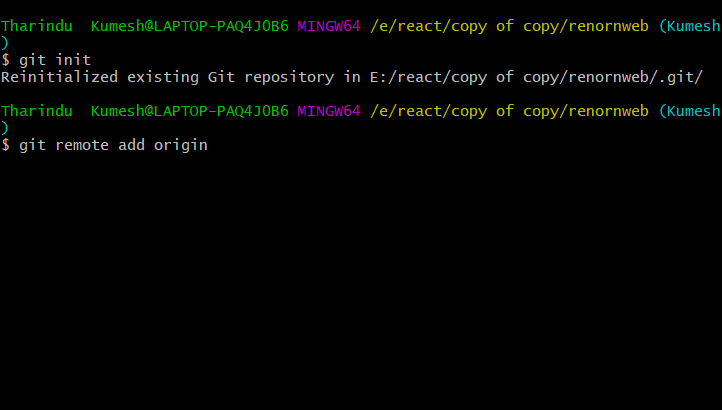 Tharindu  Kumesh@LAPTOP-PAQ4JOB6 MINGW64 /e/react/copy of copy/renornweb (Kumesh
)
$ git init
Reinitialized existing Git repository in E:/react/copy of copy/renornweb/.git/
Tharindu  Kumesh@LAPTOP-PAQ4JOB6 MINGW64 /e/react/copy of copy/renornweb (Kumesh
)
$ git remote add origin